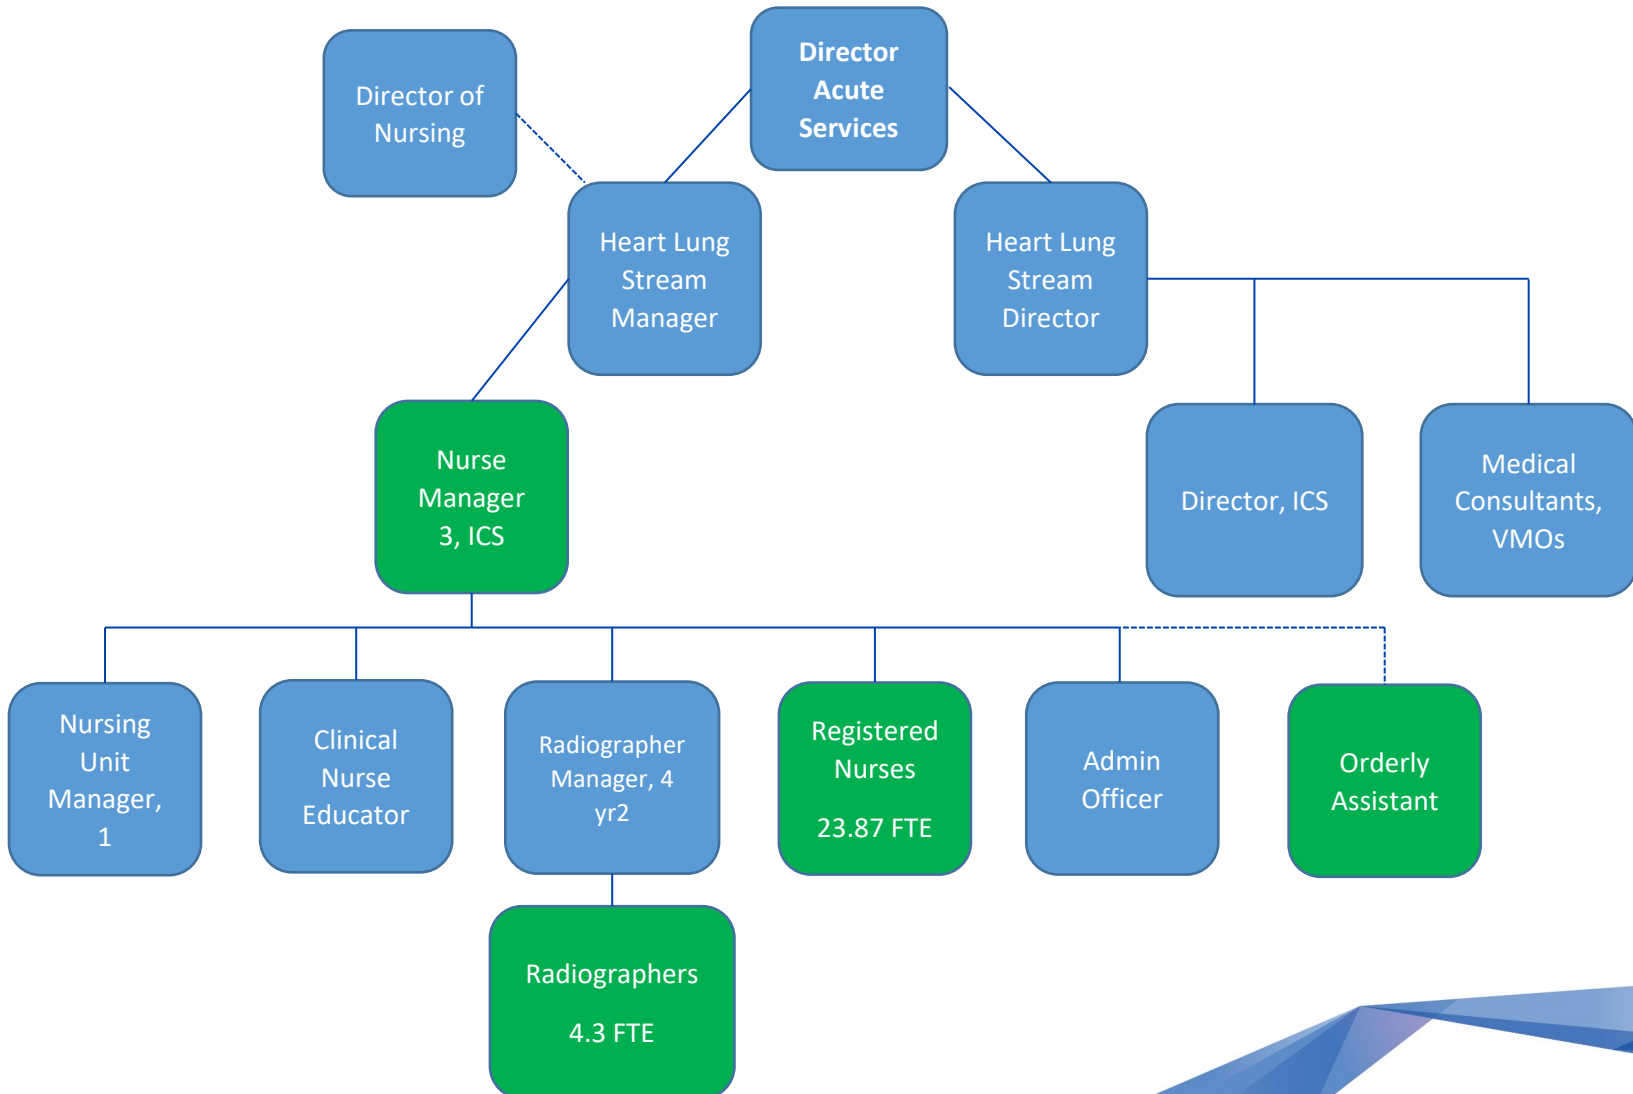 Director
Acute
Services
Director of
Nursing
Heart Lung
Stream
Manager
Heart Lung
Stream
Director
Nurse
Manager
3, ICS
Director, ICS
Medical
Consultants,
VMOs
Nursing
Unit
Manager,
1
Clinical
Nurse
Educator
Radiographer
Manager, 4
yr2
Registered
Nurses
23.87 FTE
Admin
Officer
Orderly
Assistant
Radiographers
4.3 FTE